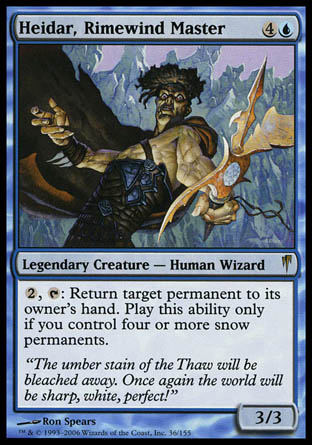 Heidar, Rimewind Master 4
Legendary Creature — Human Wizard
2, : Return target permanent to its
owner's hand. Play this ability only
if you control four or more snow
permanents.
"The umber stain of the Thaw will
be bleached away. Once again the world will
be sharp, white, perfect!"
Ron Spears
™ & © 1993–2006 Wizards of the Coast, Inc. 36/155
3/3